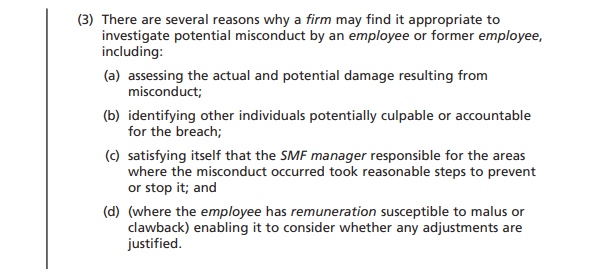 (3) There are several reasons why a firm may find it appropriate to
investigate potential misconduct by an employee or former employee,
including:
(a) assessing the actual and potential damage resulting from
misconduct;
(b) identifying other individuals potentially culpable or accountable
for the breach;
(c) satisfying itself that the SMF manager responsible for the areas
where the misconduct occurred took reasonable steps to prevent
or stop it; and
(d) (where the employee has remuneration susceptible to malus or
clawback) enabling it to consider whether any adjustments are
justified.